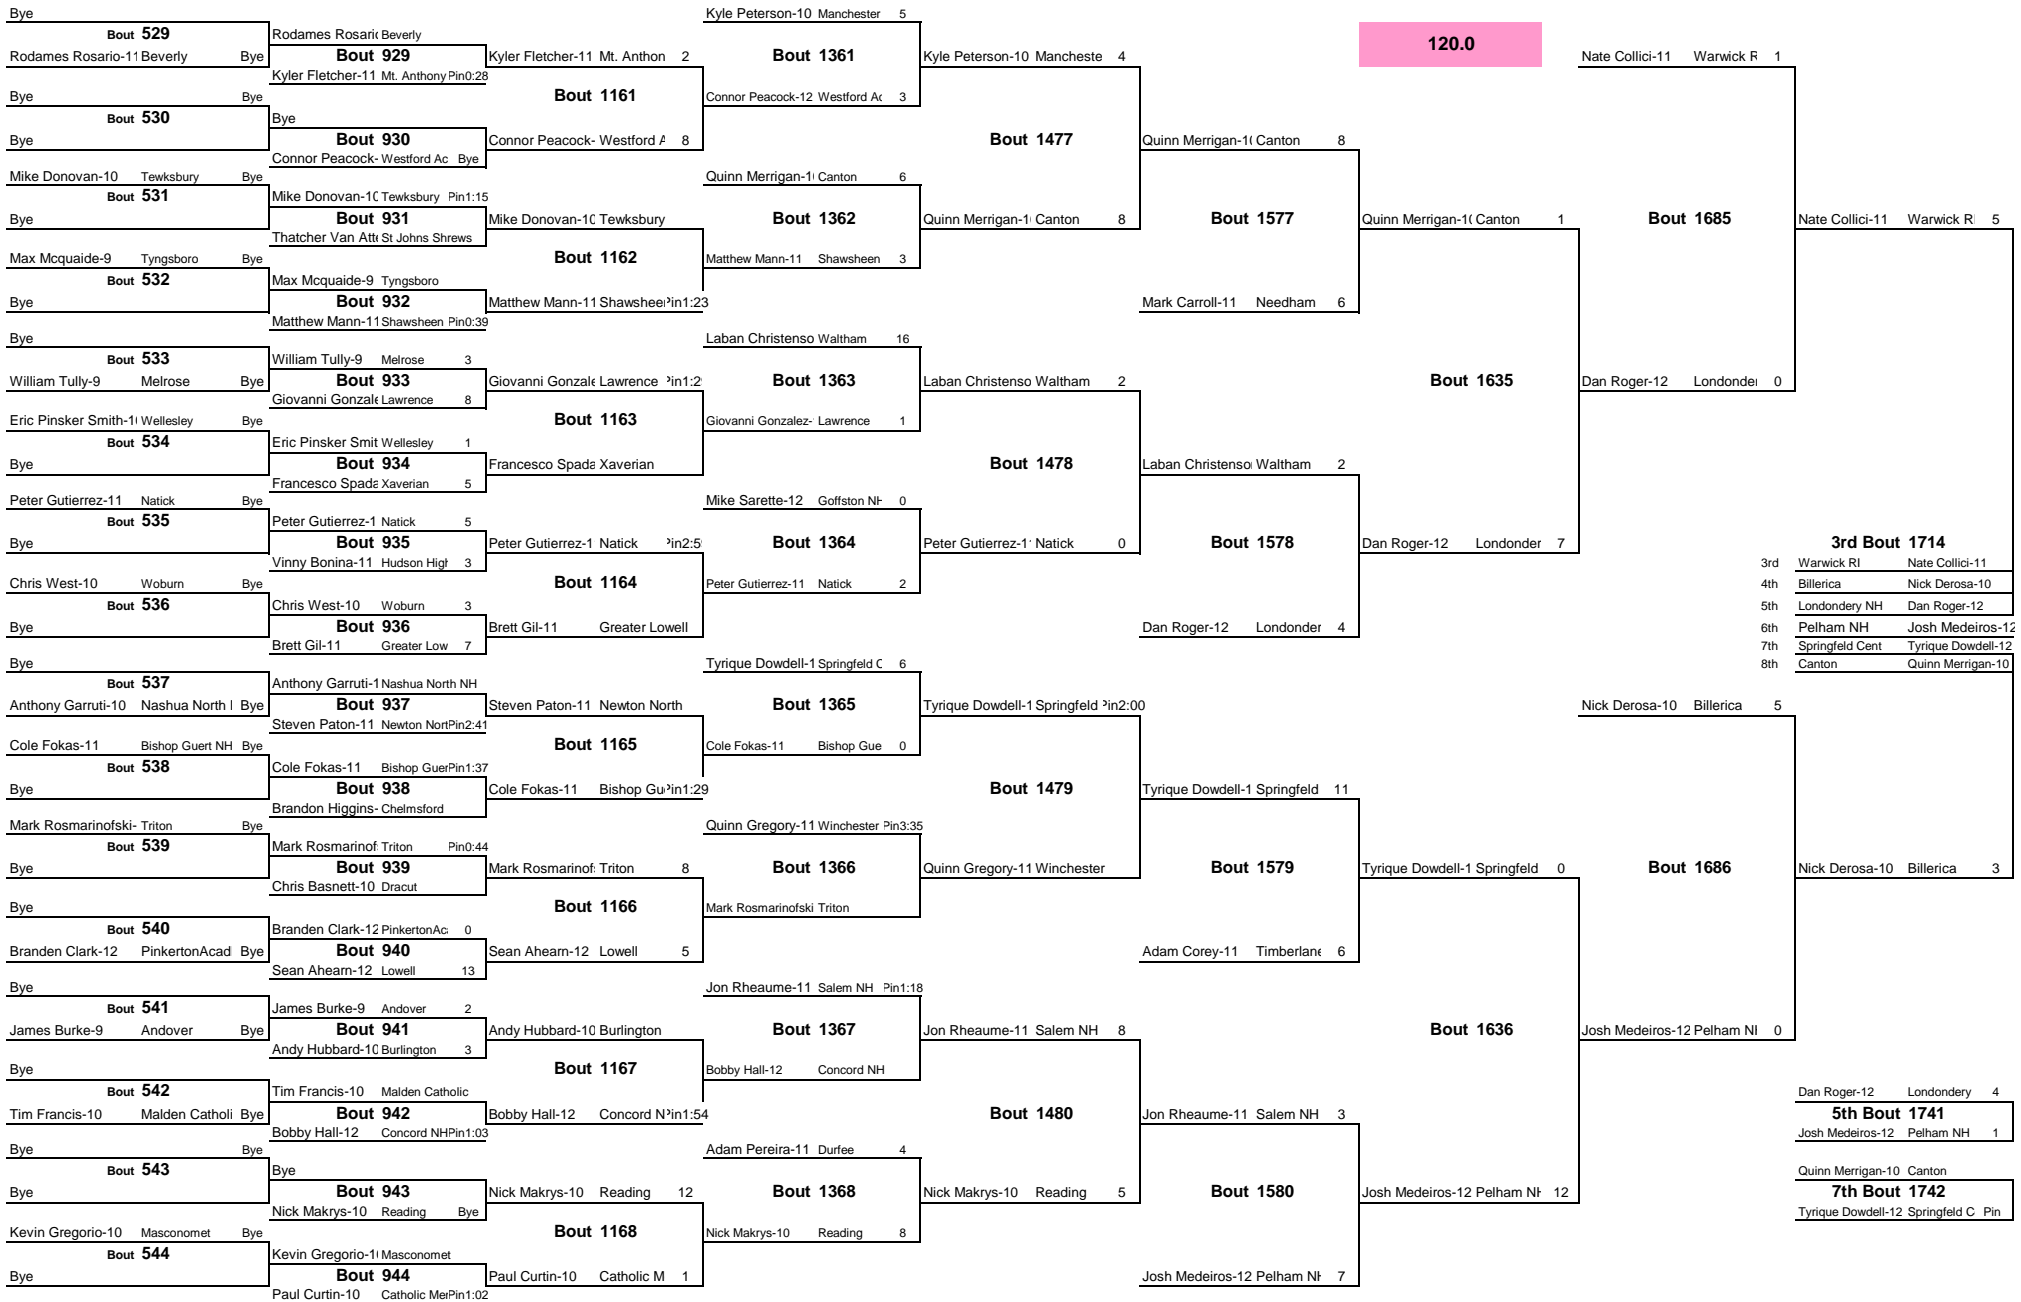 Bye
Bout 529
Rodames Rosario-11 Beverly Bye
Bye Bye
Bout 530
Bye
Mike Donovan-10 Tewksbury Bye
Bout 531
Bye
Max Mcquaide-9 Tyngsboro Bye
Bout 532
Bye
Bye
Bout 533
William Tully-9 Melrose Bye
Eric Pinsker Smith-1 Wellesley Bye
Bout 534
Bye
Peter Gutierrez-11 Natick Bye
Bout 535
Bye
Chris West-10 Woburn Bye
Bout 536
Bye
Bye
Bout 537
Anthony Garruti-10 Nashua North Bye
Cole Fokas-11 Bishop Guert NH Bye
Bout 538
Bye
Mark Rosmarinofski- Triton Bye
Bout 539
Bye
Bye
Bout 540
Branden Clark-12 PinkertonAcad Bye
Bye
Bout 541
James Burke-9 Andover Bye
Bye
Bout 542
Tim Francis-10 Malden Catholi Bye
Bye Bye
Bout 543
Bye
Kevin Gregorio-10 Masconomet Bye
Bout 544
Bye
Rodames Rosari Beverly
Bout 929
Kyler Fletcher-11 Mt. Anthony Pin0:28
Bye
Bout 930
Connor Peacock- Westford Ac Bye
Mike Donovan-10 Tewksbury Pin1:15
Bout 931
Thatcher Van Atte St Johns Shrews
Max Mcquaide-9 Tyngsboro
Bout 932
Matthew Mann-11 Shawsheen Pin0:39
William Tully-9 Melrose 3
Bout 933
Giovanni Gonzale Lawrence 8
Eric Pinsker Smit Wellesley 1
Bout 934
Francesco Spada Xaverian 5
Peter Gutierrez-1 Natick 5
Bout 935
Vinny Bonina-11 Hudson High 3
Chris West-10 Woburn 3
Bout 936
Brett Gil-11 Greater Low 7
Anthony Garruti-1 Nashua North NH
Bout 937
Steven Paton-11 Newton Nort Pin2:41
Cole Fokas-11 Bishop Guer Pin1:37
Bout 938
Brandon Higgins- Chelmsford
Mark Rosmarinof Triton Pin0:44
Bout 939
Chris Basnett-10 Dracut
Branden Clark-12 PinkertonAc 0
Bout 940
Sean Ahearn-12 Lowell 13
James Burke-9 Andover 2
Bout 941
Andy Hubbard-10 Burlington 3
Tim Francis-10 Malden Catholic
Bout 942
Bobby Hall-12 Concord NH Pin1:03
Bye
Bout 943
Nick Makrys-10 Reading Bye
Kevin Gregorio-1 Masconomet
Bout 944
Paul Curtin-10 Catholic Me Pin1:02
Kyler Fletcher-11 Mt. Anthon 2
Bout 1161
Connor Peacock- Westford A 8
Mike Donovan-10 Tewksbury
Bout 1162
Matthew Mann-11 Shawshee Pin1:23
Giovanni Gonzale Lawrence Pin1:2
Bout 1163
Francesco Spada Xaverian
Peter Gutierrez-1 Natick Pin2:5
Bout 1164
Brett Gil-11 Greater Lowell
Steven Paton-11 Newton North
Bout 1165
Cole Fokas-11 Bishop Gu Pin1:29
Mark Rosmarinof Triton 8
Bout 1166
Sean Ahearn-12 Lowell 5
Andy Hubbard-10 Burlington
Bout 1167
Bobby Hall-12 Concord N Pin1:54
Nick Makrys-10 Reading 12
Bout 1168
Paul Curtin-10 Catholic M 1
Kyle Peterson-10 Manchester 5
Bout 1361
Connor Peacock-12 Westford Ac 3
Quinn Merrigan-1 Canton 6
Bout 1362
Matthew Mann-11 Shawsheen 3
Laban Christenso Waltham 16
Bout 1363
Giovanni Gonzalez- Lawrence 1
Mike Sarette-12 Goffston NH 0
Bout 1364
Peter Gutierrez-11 Natick 2
Tyrique Dowdell-1 Springfeld C 6
Bout 1365
Cole Fokas-11 Bishop Gue 0
Quinn Gregory-11 Winchester Pin3:35
Bout 1366
Mark Rosmarinofski Triton
Jon Rheaume-11 Salem NH Pin1:18
Bout 1367
Bobby Hall-12 Concord NH
Adam Pereira-11 Durfee 4
Bout 1368
Nick Makrys-10 Reading 8
Kyle Peterson-10 Mancheste 4
Bout 1477
Quinn Merrigan-1 Canton 8
Laban Christenso Waltham 2
Bout 1478
Peter Gutierrez-1 Natick 0
Tyrique Dowdell-1 Springfeld Pin2:00
Bout 1479
Quinn Gregory-11 Winchester
Jon Rheaume-11 Salem NH 8
Bout 1480
Nick Makrys-10 Reading 5
Quinn Merrigan-1 Canton 8
Bout 1577
Mark Carroll-11 Needham 6
Laban Christenso Waltham 2
Bout 1578
Dan Roger-12 Londonder 4
Tyrique Dowdell-1 Springfeld 11
Bout 1579
Adam Corey-11 Timberlane 6
Jon Rheaume-11 Salem NH 3
Bout 1580
Josh Medeiros-12 Pelham NH 7
120.0
Quinn Merrigan-1 Canton 1
Bout 1635
Dan Roger-12 Londonder 7
Tyrique Dowdell-1 Springfeld 0
Bout 1636
Josh Medeiros-12 Pelham NH 12
Nate Collici-11 Warwick R 1
Bout 1685
Dan Roger-12 Londonder 0
Nick Derosa-10 Billerica 5
Bout 1686
Josh Medeiros-12 Pelham NH 0
Nate Collici-11 Warwick RI 5
3rd Bout 1714
3rd Warwick RI Nate Collici-11
4th Billerica Nick Derosa-10
5th Londondery NH Dan Roger-12
6th Pelham NH Josh Medeiros-12
7th Springfeld Cent Tyrique Dowdell-12
8th Canton Quinn Merrigan-10
Nick Derosa-10 Billerica 3
Dan Roger-12 Londondery 4
5th Bout 1741
Josh Medeiros-12 Pelham NH 1
Quinn Merrigan-10 Canton
7th Bout 1742
Tyrique Dowdell-12 Springfeld C Pin